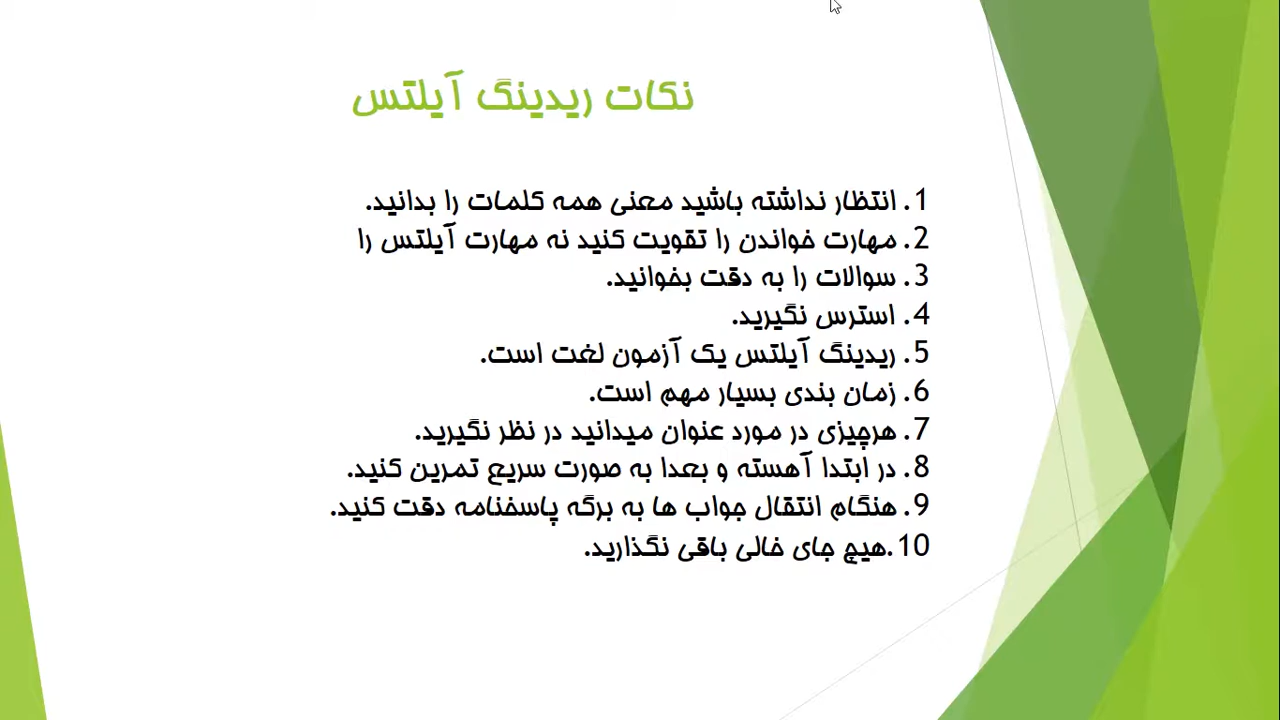 نکات ریدینگ آیلتس
1. انتظار نداشته باشید معنی همه کلمات را بدانید.
2. مهارت خواندن را تقویت کنید نه مهارت آیلتس را
3. سوالات را به دقت بخوانید.
4. استرس نگیرید.
5. ریدینگ آیلتس یک آزمون لغت است.
6. زمان بندی بسیار مهم است.
7. هرچیزی در مورد عنوان میدانید در نظر نگیرید.
8. در ابتدا آهسته و بعدا به صورت سریع تمرین کنید.
9. هنگام انتقال جواب ها به برگه پاسخنامه دقت کنید.
10.هیچ جای خالی باقی نگذارید.